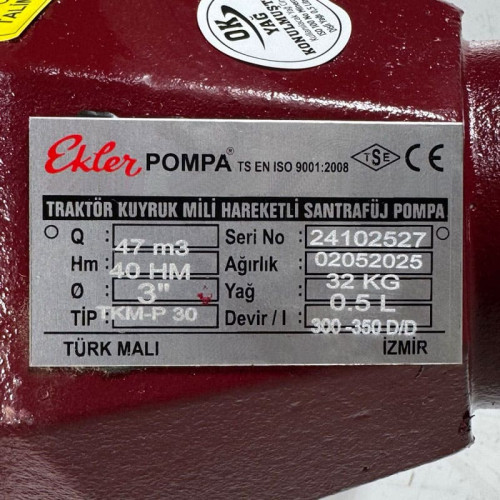 TALİM
OK
YAĞ
KONULMUŞTUR
Ekler POMPA® TS EN ISO 9001:2008 TSE CE
TRAKTÖR KUYRUK MİLİ HAREKETLİ SANTRAFÜJ POMPA
Q : 47 m3 Seri No : 24102527
Hm : 40 HM Ağırlık : 02052025
Ø : 3" Yağ : 32 KG
TİP : TKM-P 30 Devir / I : 0.5 L
300-350 D/D
TÜRK MALI İZMİR